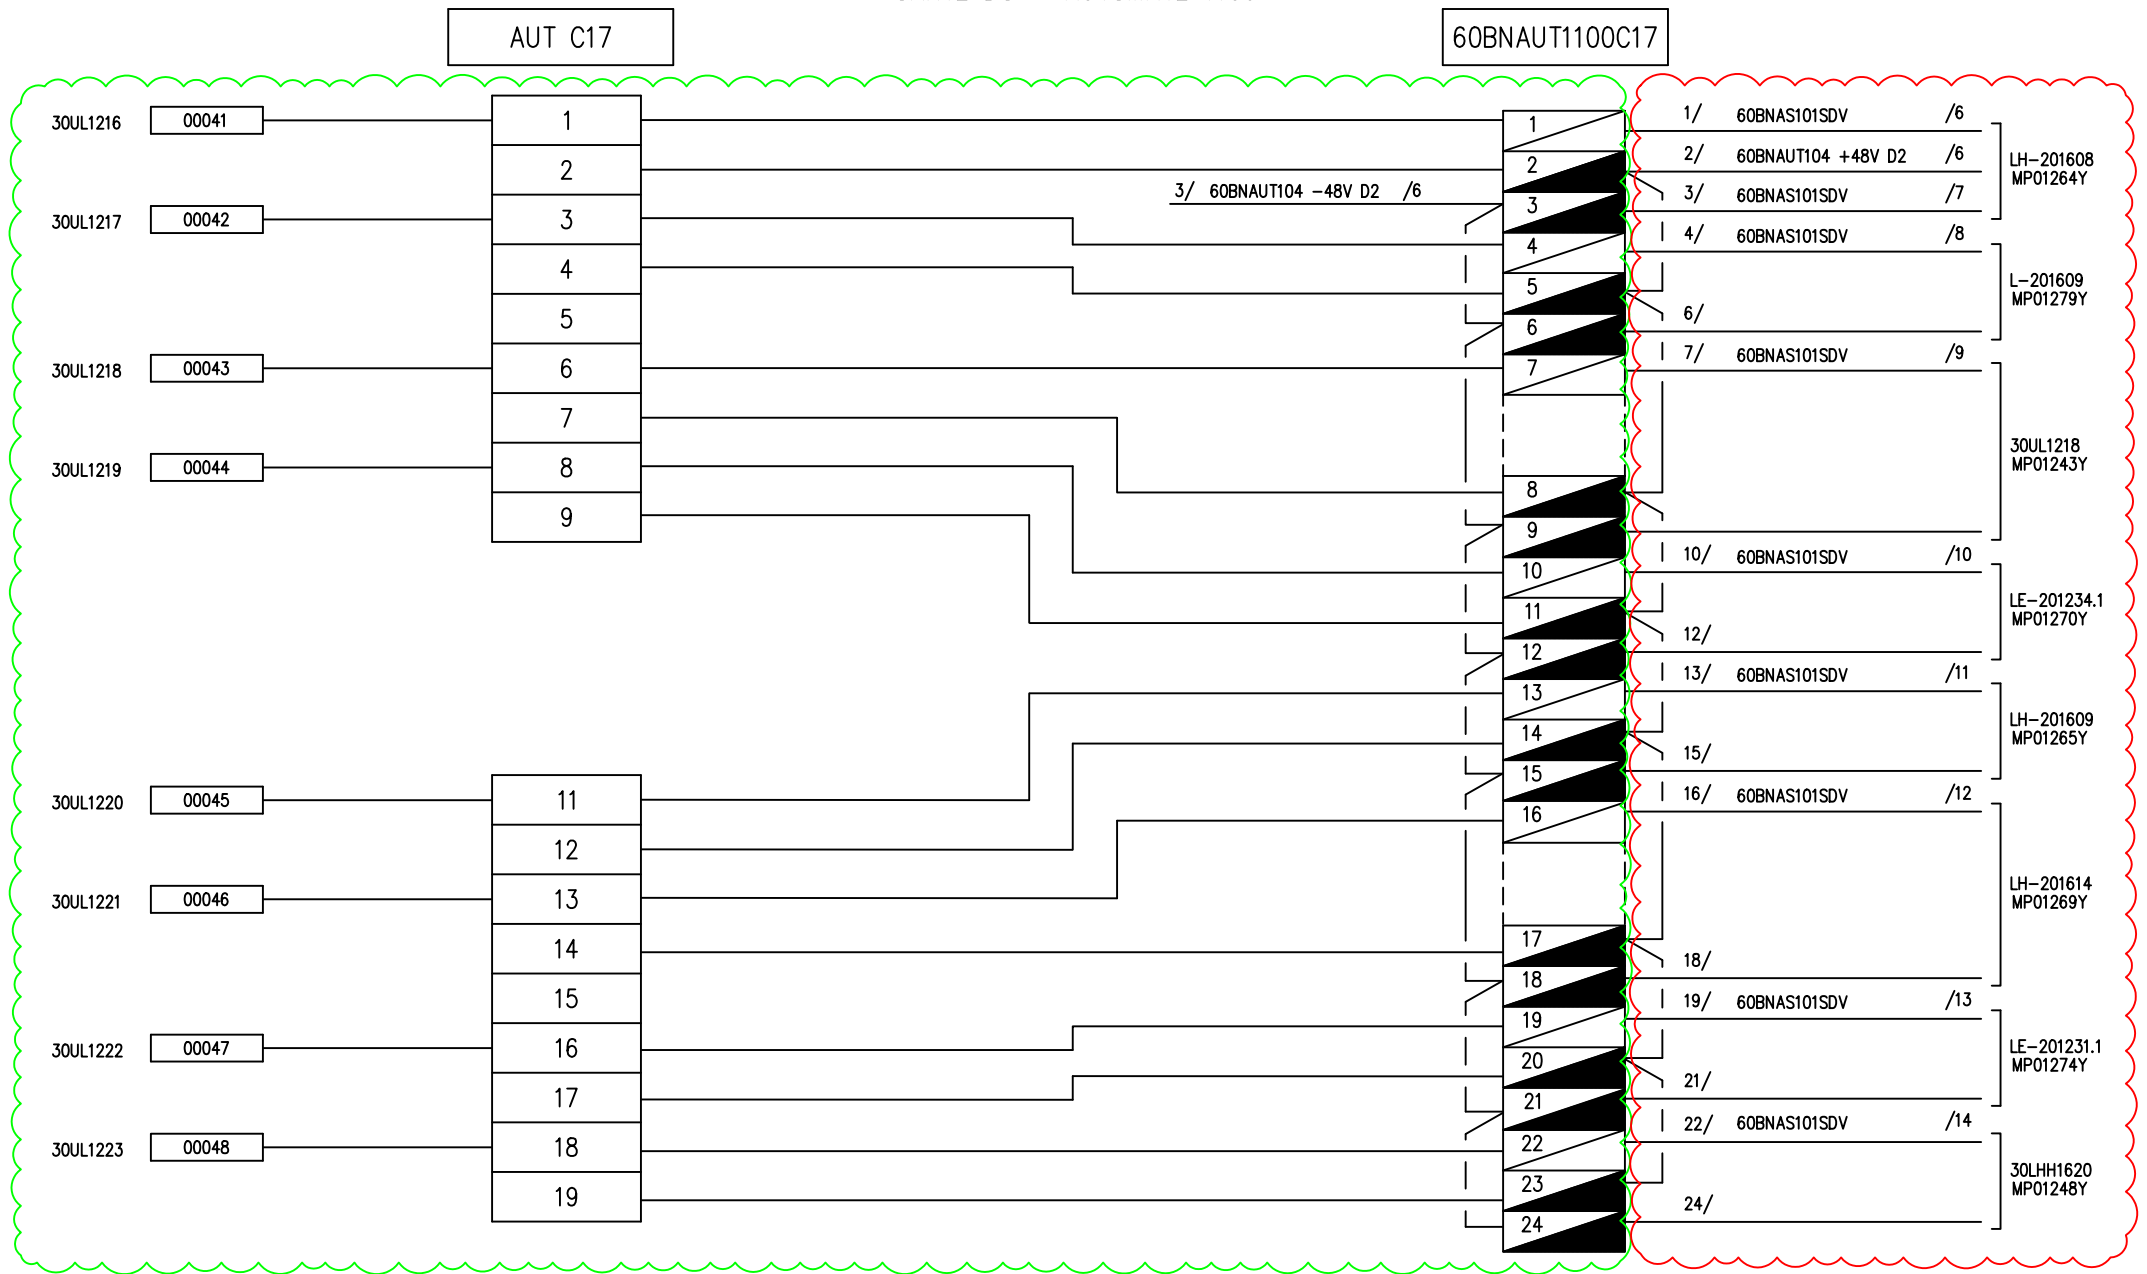 AUT C17
60BNAUT1100C17
30UL1216 00041
30UL1217 00042
30UL1218 00043
30UL1219 00044
30UL1220 00045
30UL1221 00046
30UL1222 00047
30UL1223 00048
1
2
3
4
5
6
7
8
9
11
12
13
14
15
16
17
18
19
3/ 60BNAUT104 -48V D2 /6
1
2
3
4
5
6
7
8
9
10
11
12
13
14
15
16
17
18
19
20
21
22
23
24
1/ 60BNAS101SDV /6
2/ 60BNAUT104 +48V D2 /6
3/ 60BNAS101SDV /7
4/ 60BNAS101SDV /8
6/
7/ 60BNAS101SDV /9
10/ 60BNAS101SDV /10
12/
13/ 60BNAS101SDV /11
15/
16/ 60BNAS101SDV /12
18/
19/ 60BNAS101SDV /13
21/
22/ 60BNAS101SDV /14
24/
LH-201608
MP01264Y
L-201609
MP01279Y
30UL1218
MP01243Y
LE-201234.1
MP01270Y
LH-201609
MP01265Y
LH-201614
MP01269Y
LE-201231.1
MP01274Y
30LHH1620
MP01248Y